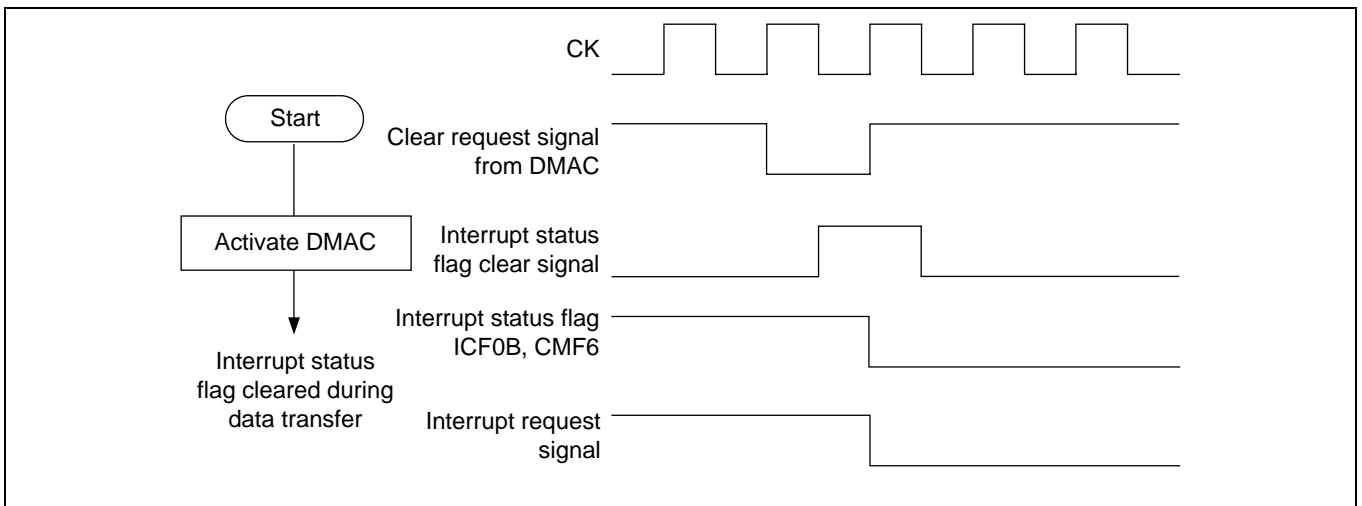 Start
Activate DMAC
Interrupt status
flag cleared during
data transfer
CK
Clear request signal
from DMAC
Interrupt status
flag clear signal
Interrupt status flag
ICF0B, CMF6
Interrupt request
signal